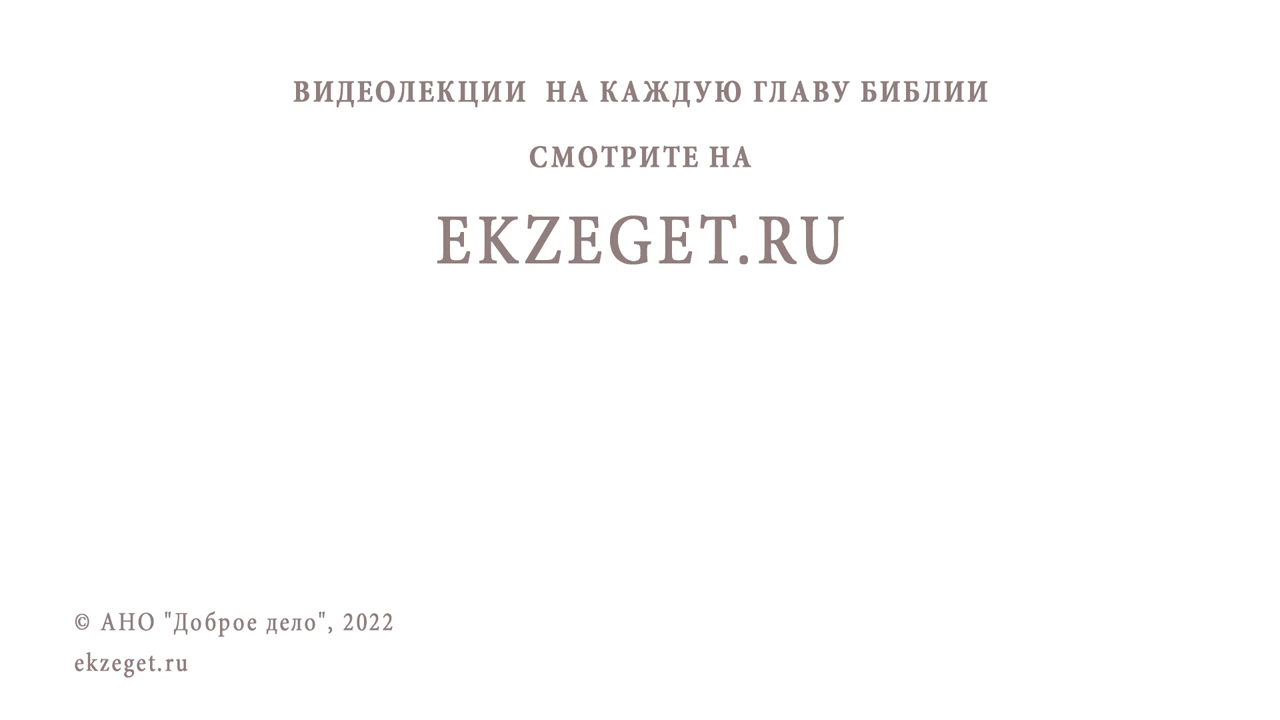 ВИДЕОЛЕКЦИИ НА КАЖДУЮ ГЛАВУ БИБЛИИ
СМОТРИТЕ НА
EKZEGET.RU
© АНО "Доброе дело", 2022
ekzeget.ru